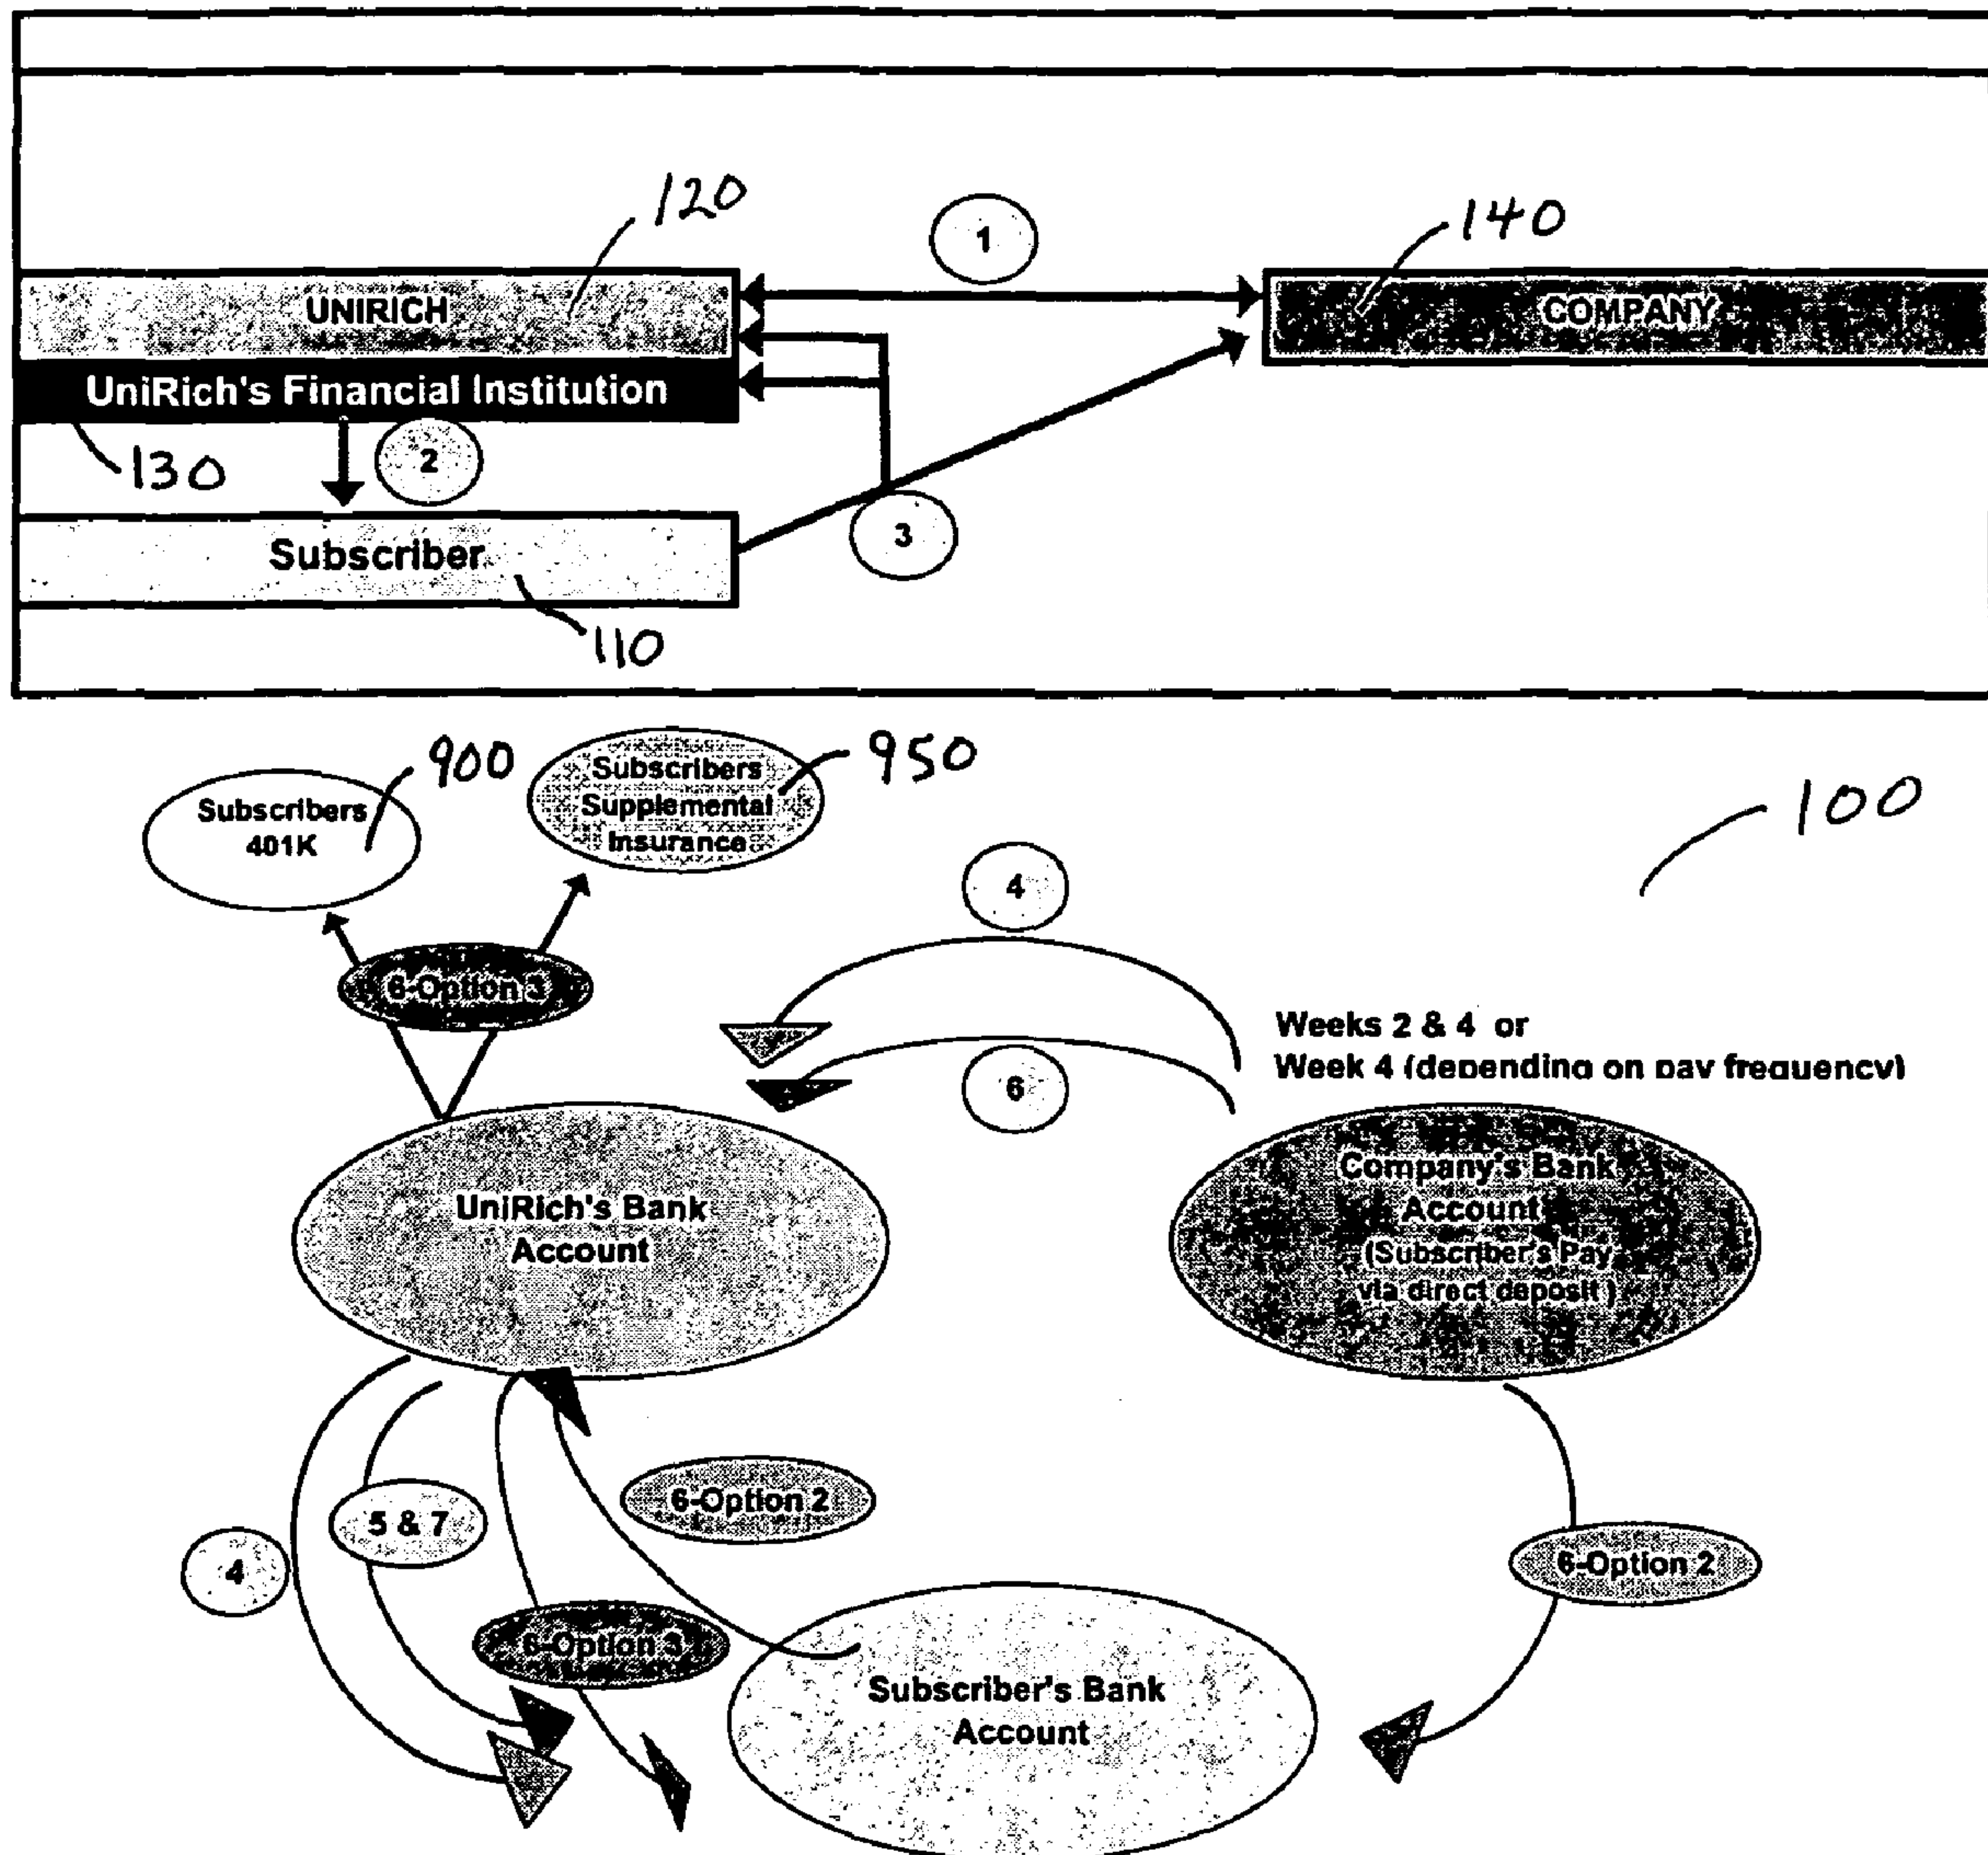 120
1
140
UNIRICH
COMPANY
UniRich's Financial Institution
130
2
3
Subscriber
110
900
Subscribers
401K
Subscribers
Supplemental
Insurance
950
100
4
6-Option 3
Weeks 2 & 4 or
Week 4 (depending on pay frequency)
6
UniRich's Bank
Account
Company's Bank
Account
(Subscriber's Pay
via direct deposit)
6-Option 2
5 & 7
4
6-Option 2
6-Option 3
Subscriber's Bank
Account